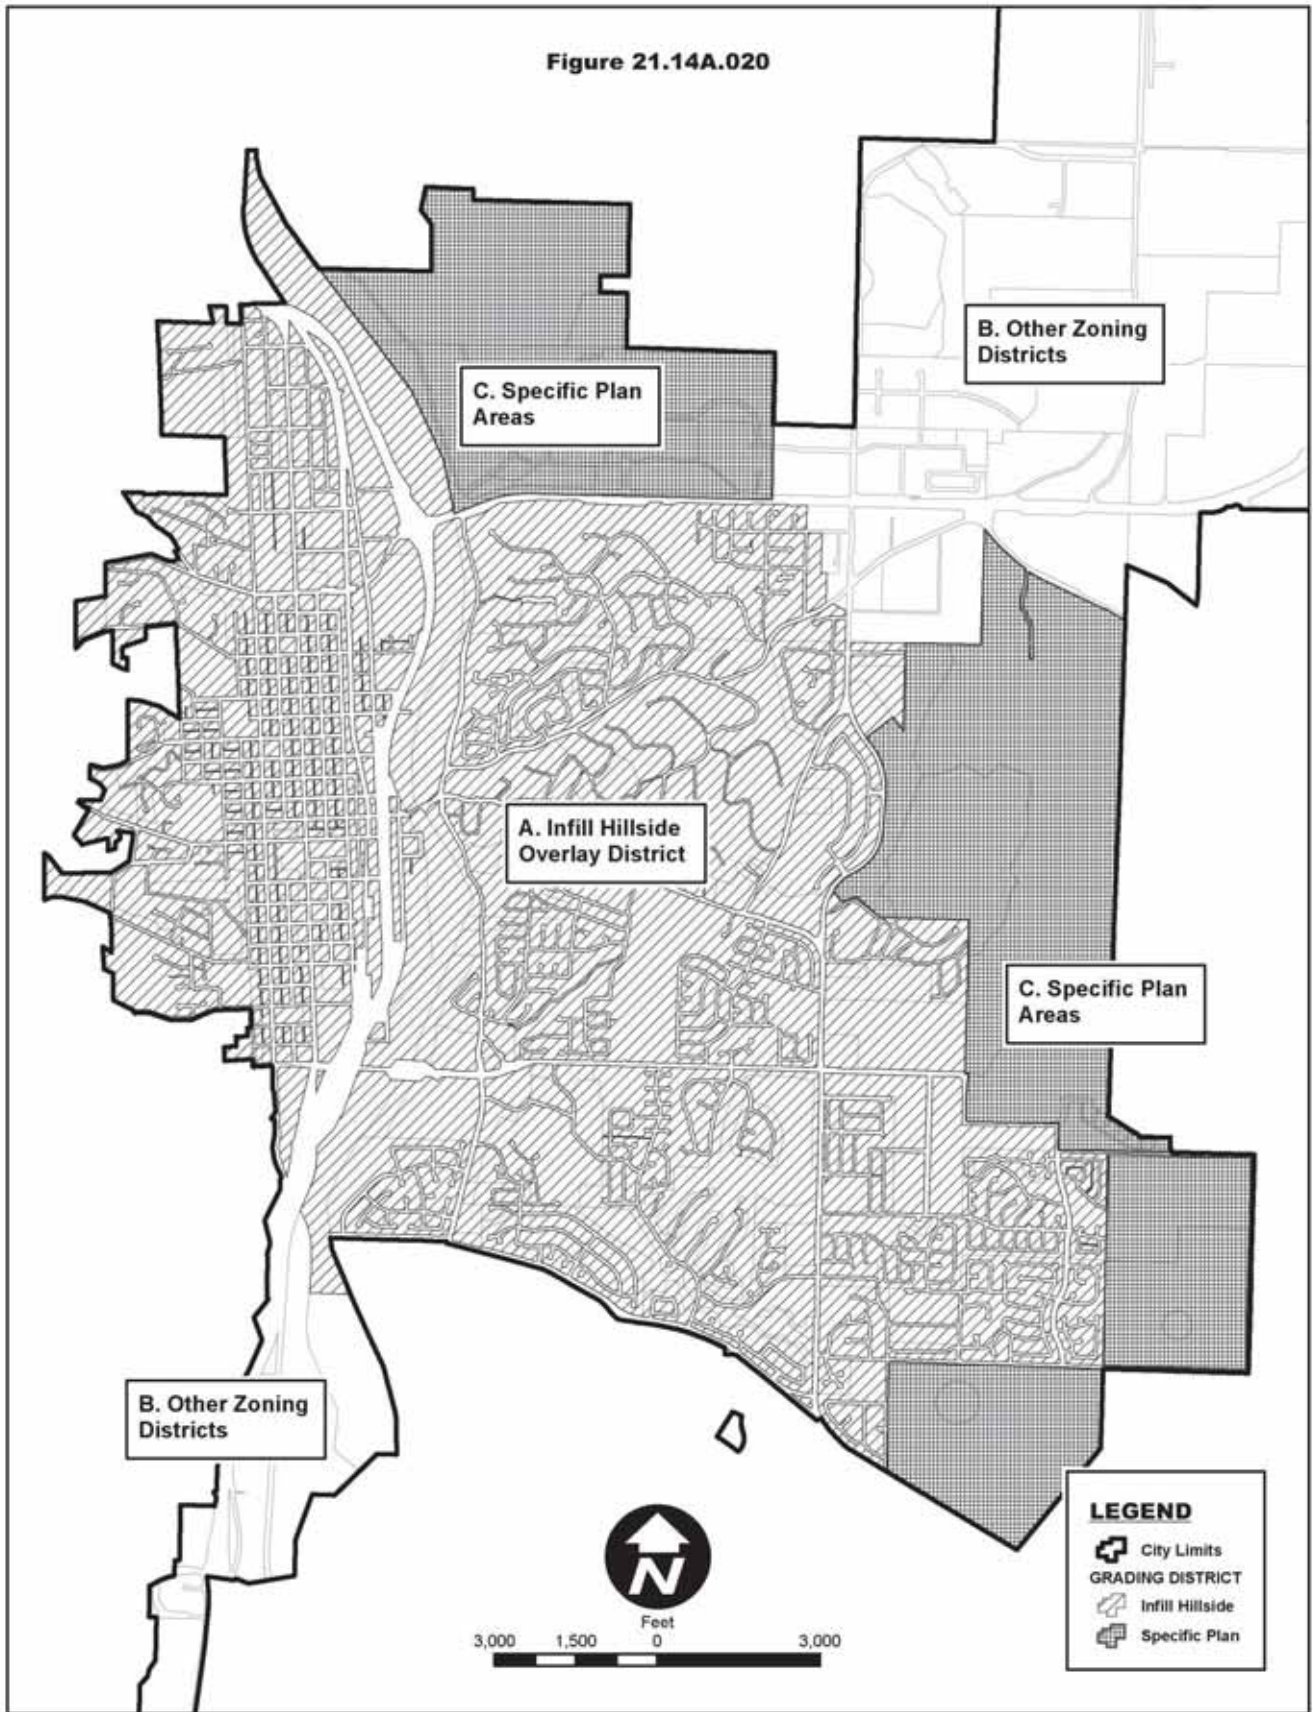 Figure 21.14A.020
B. Other Zoning
Districts
C. Specific Plan
Areas
A. Infill Hillside
Overlay District
C. Specific Plan
Areas
B. Other Zoning
Districts
N
Feet
3,000 1,500 0 3,000
LEGEND
City Limits
GRADING DISTRICT
Infill Hillside
Specific Plan